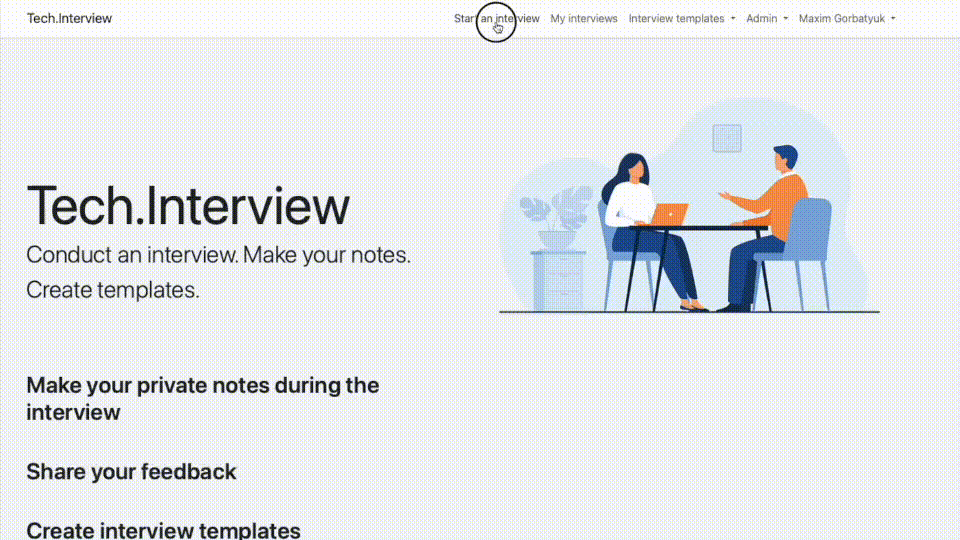 Tech.Interview
Start an interview My interviews Interview templates Admin Maxim Gorbatyuk
Tech.Interview
Conduct an interview. Make your notes.
Create templates.
Make your private notes during the
interview
Share your feedback
Create interview templates